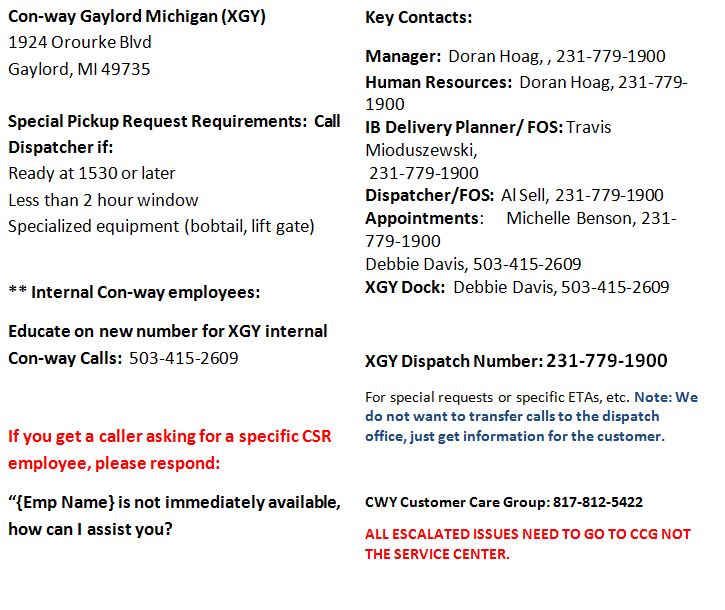 Con-way Gaylord Michigan (XGY)
1924 Orourke Blvd
Gaylord, MI 49735
Special Pickup Request Requirements: Call
Dispatcher if:
Ready at 1530 or later
Less than 2 hour window
Specialized equipment (bobtail, lift gate)
** Internal Con-way employees:
Educate on new number for XGY internal
Con-way Calls: 503-415-2609
If you get a caller asking for a specific CSR
employee, please respond:
“{Emp Name} is not immediately available,
how can I assist you?
Key Contacts:
Manager: Doran Hoag, , 231-779-1900
Human Resources: Doran Hoag, 231-779-
1900
IB Delivery Planner/ FOS: Travis
Mioduszewski,
231-779-1900
Dispatcher/FOS: Al Sell, 231-779-1900
Appointments: Michelle Benson, 231-
779-1900
Debbie Davis, 503-415-2609
XGY Dock: Debbie Davis, 503-415-2609
XGY Dispatch Number: 231-779-1900
For special requests or specific ETAs, etc. Note: We
do not want to transfer calls to the dispatch
office, just get information for the customer.
CWY Customer Care Group: 817-812-5422
ALL ESCALATED ISSUES NEED TO GO TO CCG NOT
THE SERVICE CENTER.